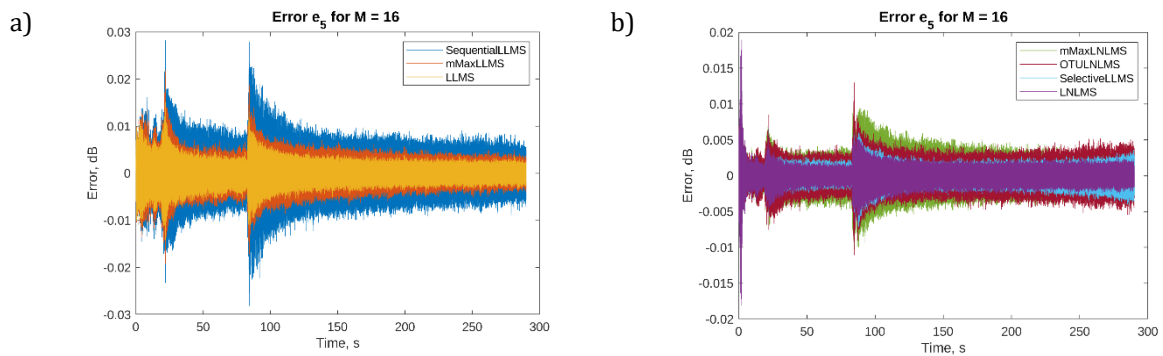 a)
Error e5 for M = 16
SequentialLLMS
mMaxLLMS
LLMS
0.03
0.02
0.01
0
-0.01
-0.02
-0.03
Error, dB
0 50 100 150 200 250 300
Time, s
b)
Error e5 for M = 16
mMaxLNLMS
OTULNLMS
SelectiveLLMS
LNLMS
0.02
0.015
0.01
0.005
0
-0.005
-0.01
-0.015
-0.02
Error, dB
0 50 100 150 200 250 300
Time, s